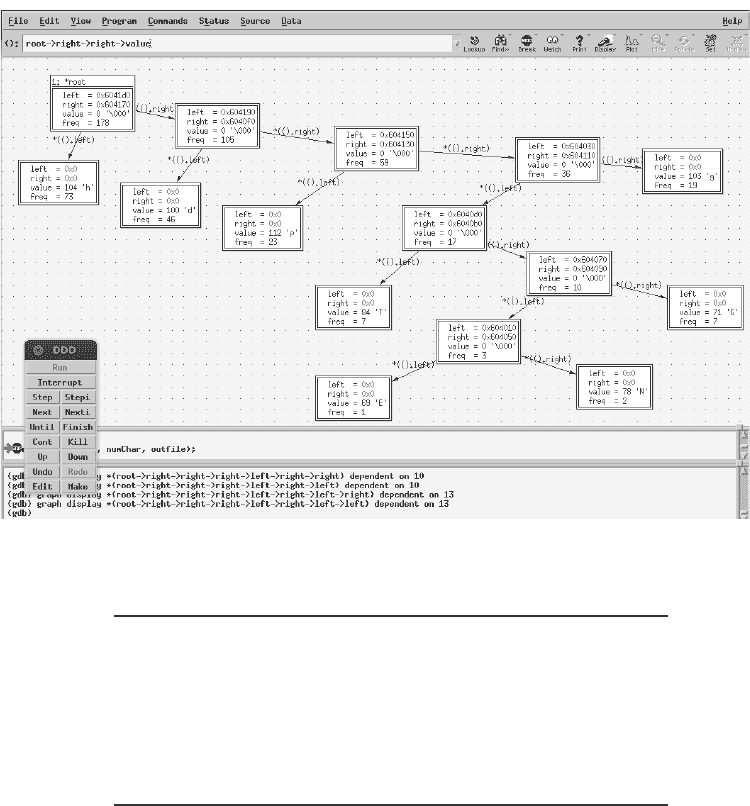 File Edit View Program Commands Status Source Data Help
(): root->right->right->value
Lookup Find» Break Watch Print Display Plot Rotate Set
1: *root
left = 0x6041d0
right = 0x604170
value = 0 '\000'
freq = 178
*(().left)
left = 0x0
right = 0x0
value = 104 'h'
freq = 73
().right
left = 0x604190
right = 0x6040f0
value = 0 '\000'
freq = 105
*(().left)
left = 0x0
right = 0x0
value = 100 'd'
freq = 46
*(().right)
left = 0x604150
right = 0x604130
value = 0 '\000'
freq = 59
*(().left)
left = 0x0
right = 0x0
value = 112 'p'
freq = 23
*(().right)
left = 0x604030
right = 0x604110
value = 0 '\000'
freq = 36
().right)
left = 0x0
right = 0x0
value = 103 'g'
freq = 19
*(().left)
left = 0x6040d0
right = 0x6040b0
value = 0 '\000'
freq = 17
*(().left)
left = 0x0
right = 0x0
value = 84 'T'
freq = 7
(().right)
left = 0x604070
right = 0x604090
value = 0 '\000'
freq = 10
*(().right)
left = 0x0
right = 0x0
value = 71 'G'
freq = 7
*(().left)
left = 0x604010
right = 0x604050
value = 0 '\000'
freq = 3
*(().left)
left = 0x0
right = 0x0
value = 69 'E'
freq = 1
*(().right)
left = 0x0
right = 0x0
value = 78 'N'
freq = 2
DDD
Run
Interrupt
Step Stepi
Next Nexti
Until Finish
Cont Kill
Up Down
Undo Redo
Edit Make
, numChar, outfile);
(gdb) graph display *(root->right->right->right->left->right->right) dependent on 10
(gdb) graph display *(root->right->right->right->left->right->left) dependent on 10
(gdb) graph display *(root->right->right->right->left->right->left->right) dependent on 13
(gdb) graph display *(root->right->right->right->left->right->left->left) dependent on 13
(gdb)